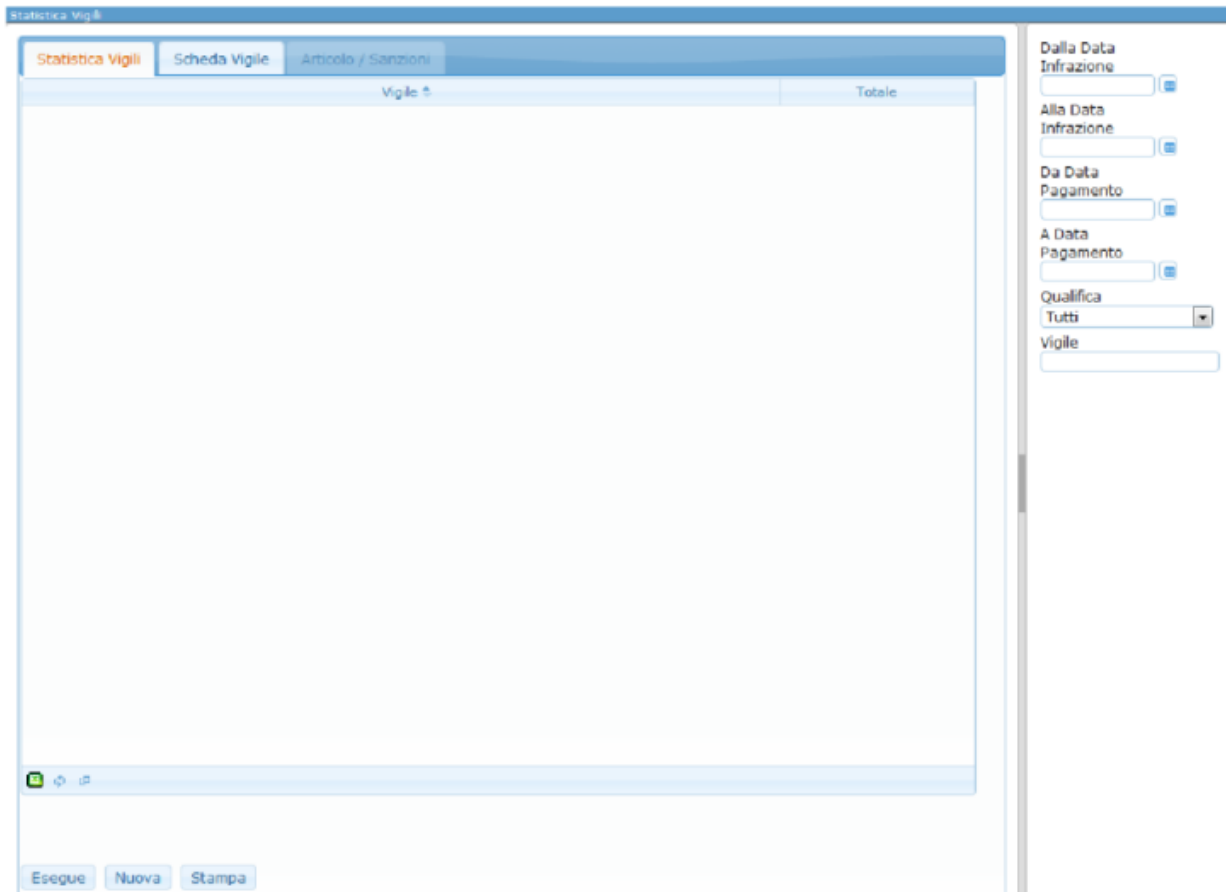 Statistica Vigili
Statistica Vigili
Scheda Vigile
Articolo / Sanzioni
Vigile
Totale
Esegue
Nuova
Stampa
Dalla Data
Infrazione
Alla Data
Infrazione
Da Data
Pagamento
A Data
Pagamento
Qualifica
Tutti
Vigile